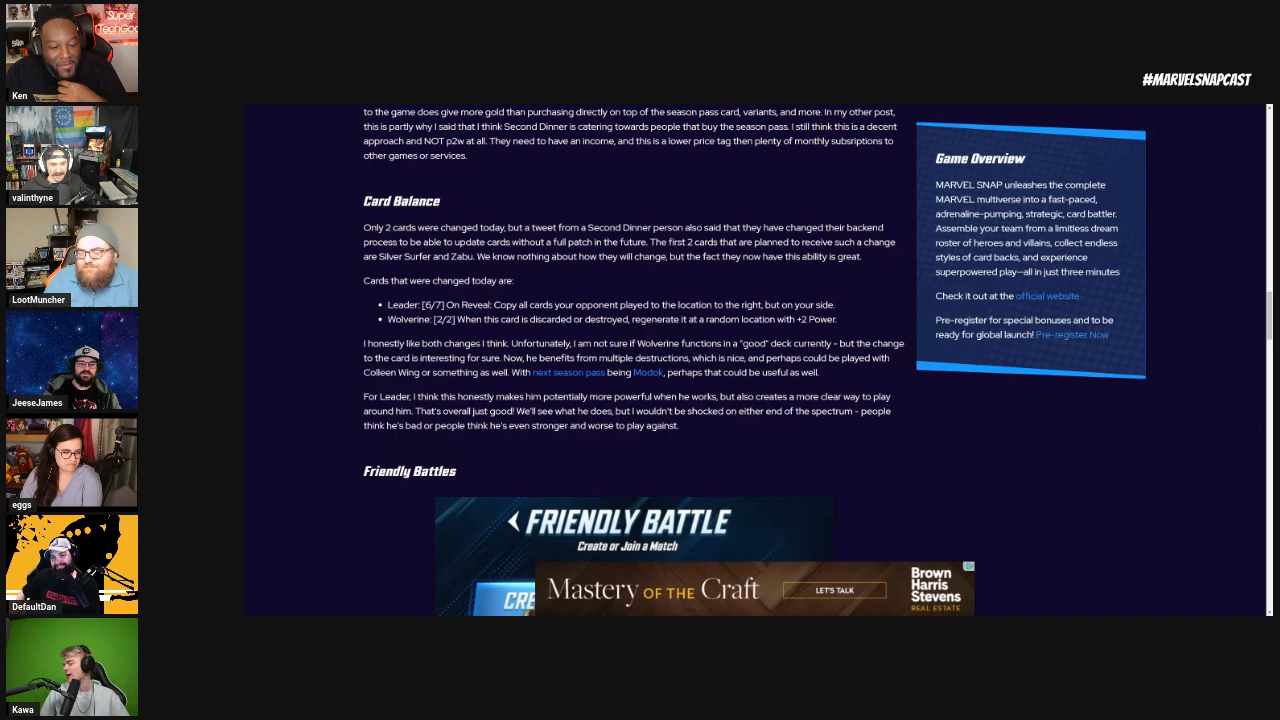 Super
TechGod
Ken
valinthyne
LootMuncher
JeeseJames
eggs
DefaultDan
Kawa
#MARVELSNAPCAST
to the game does give more gold than purchasing directly on top of the season pass card, variants, and more. In my other post,
this is partly why I said that I think Second Dinner is catering towards people that buy the season pass. I still think this is a decent
approach and NOT p2w at all. They need to have an income, and this is a lower price tag then plenty of monthly subsriptions to
other games or services.
Card Balance
Only 2 cards were changed today, but a tweet from a Second Dinner person also said that they have changed their backend
process to be able to update cards without a full patch in the future. The first 2 cards that are planned to receive such a change
are Silver Surfer and Zabu. We know nothing about how they will change, but the fact they now have this ability is great.
Cards that were changed today are:
• Leader: [6/7] On Reveal: Copy all cards your opponent played to the location to the right, but on your side.
• Wolverine: [2/2] When this card is discarded or destroyed, regenerate it at a random location with +2 Power.
I honestly like both changes I think. Unfortunately, I am not sure if Wolverine functions in a "good" deck currently - but the change
to the card is interesting for sure. Now, he benefits from multiple destructions, which is nice, and perhaps could be played with
Colleen Wing or something as well. With next season pass being Modok, perhaps that could be useful as well.
For Leader, I think this honestly makes him potentially more powerful when he works, but also creates a more clear way to play
around him. That's overall just good! We'll see what he does, but I wouldn't be shocked on either end of the spectrum - people
think he's bad or people think he's even stronger and worse to play against.
Friendly Battles
FRIENDLY BATTLE
Create or Join a Match
CRE
Mastery OF THE Craft
LET'S TALK
Brown
Harris
Stevens
REAL ESTATE
Game Overview
MARVEL SNAP unleashes the complete
MARVEL multiverse into a fast-paced,
adrenaline-pumping, strategic, card battler.
Assemble your team from a limitless dream
roster of heroes and villains, collect endless
styles of card backs, and experience
superpowered play—all in just three minutes
Check it out at the official website
Pre-register for special bonuses and to be
ready for global launch! Pre-register Now